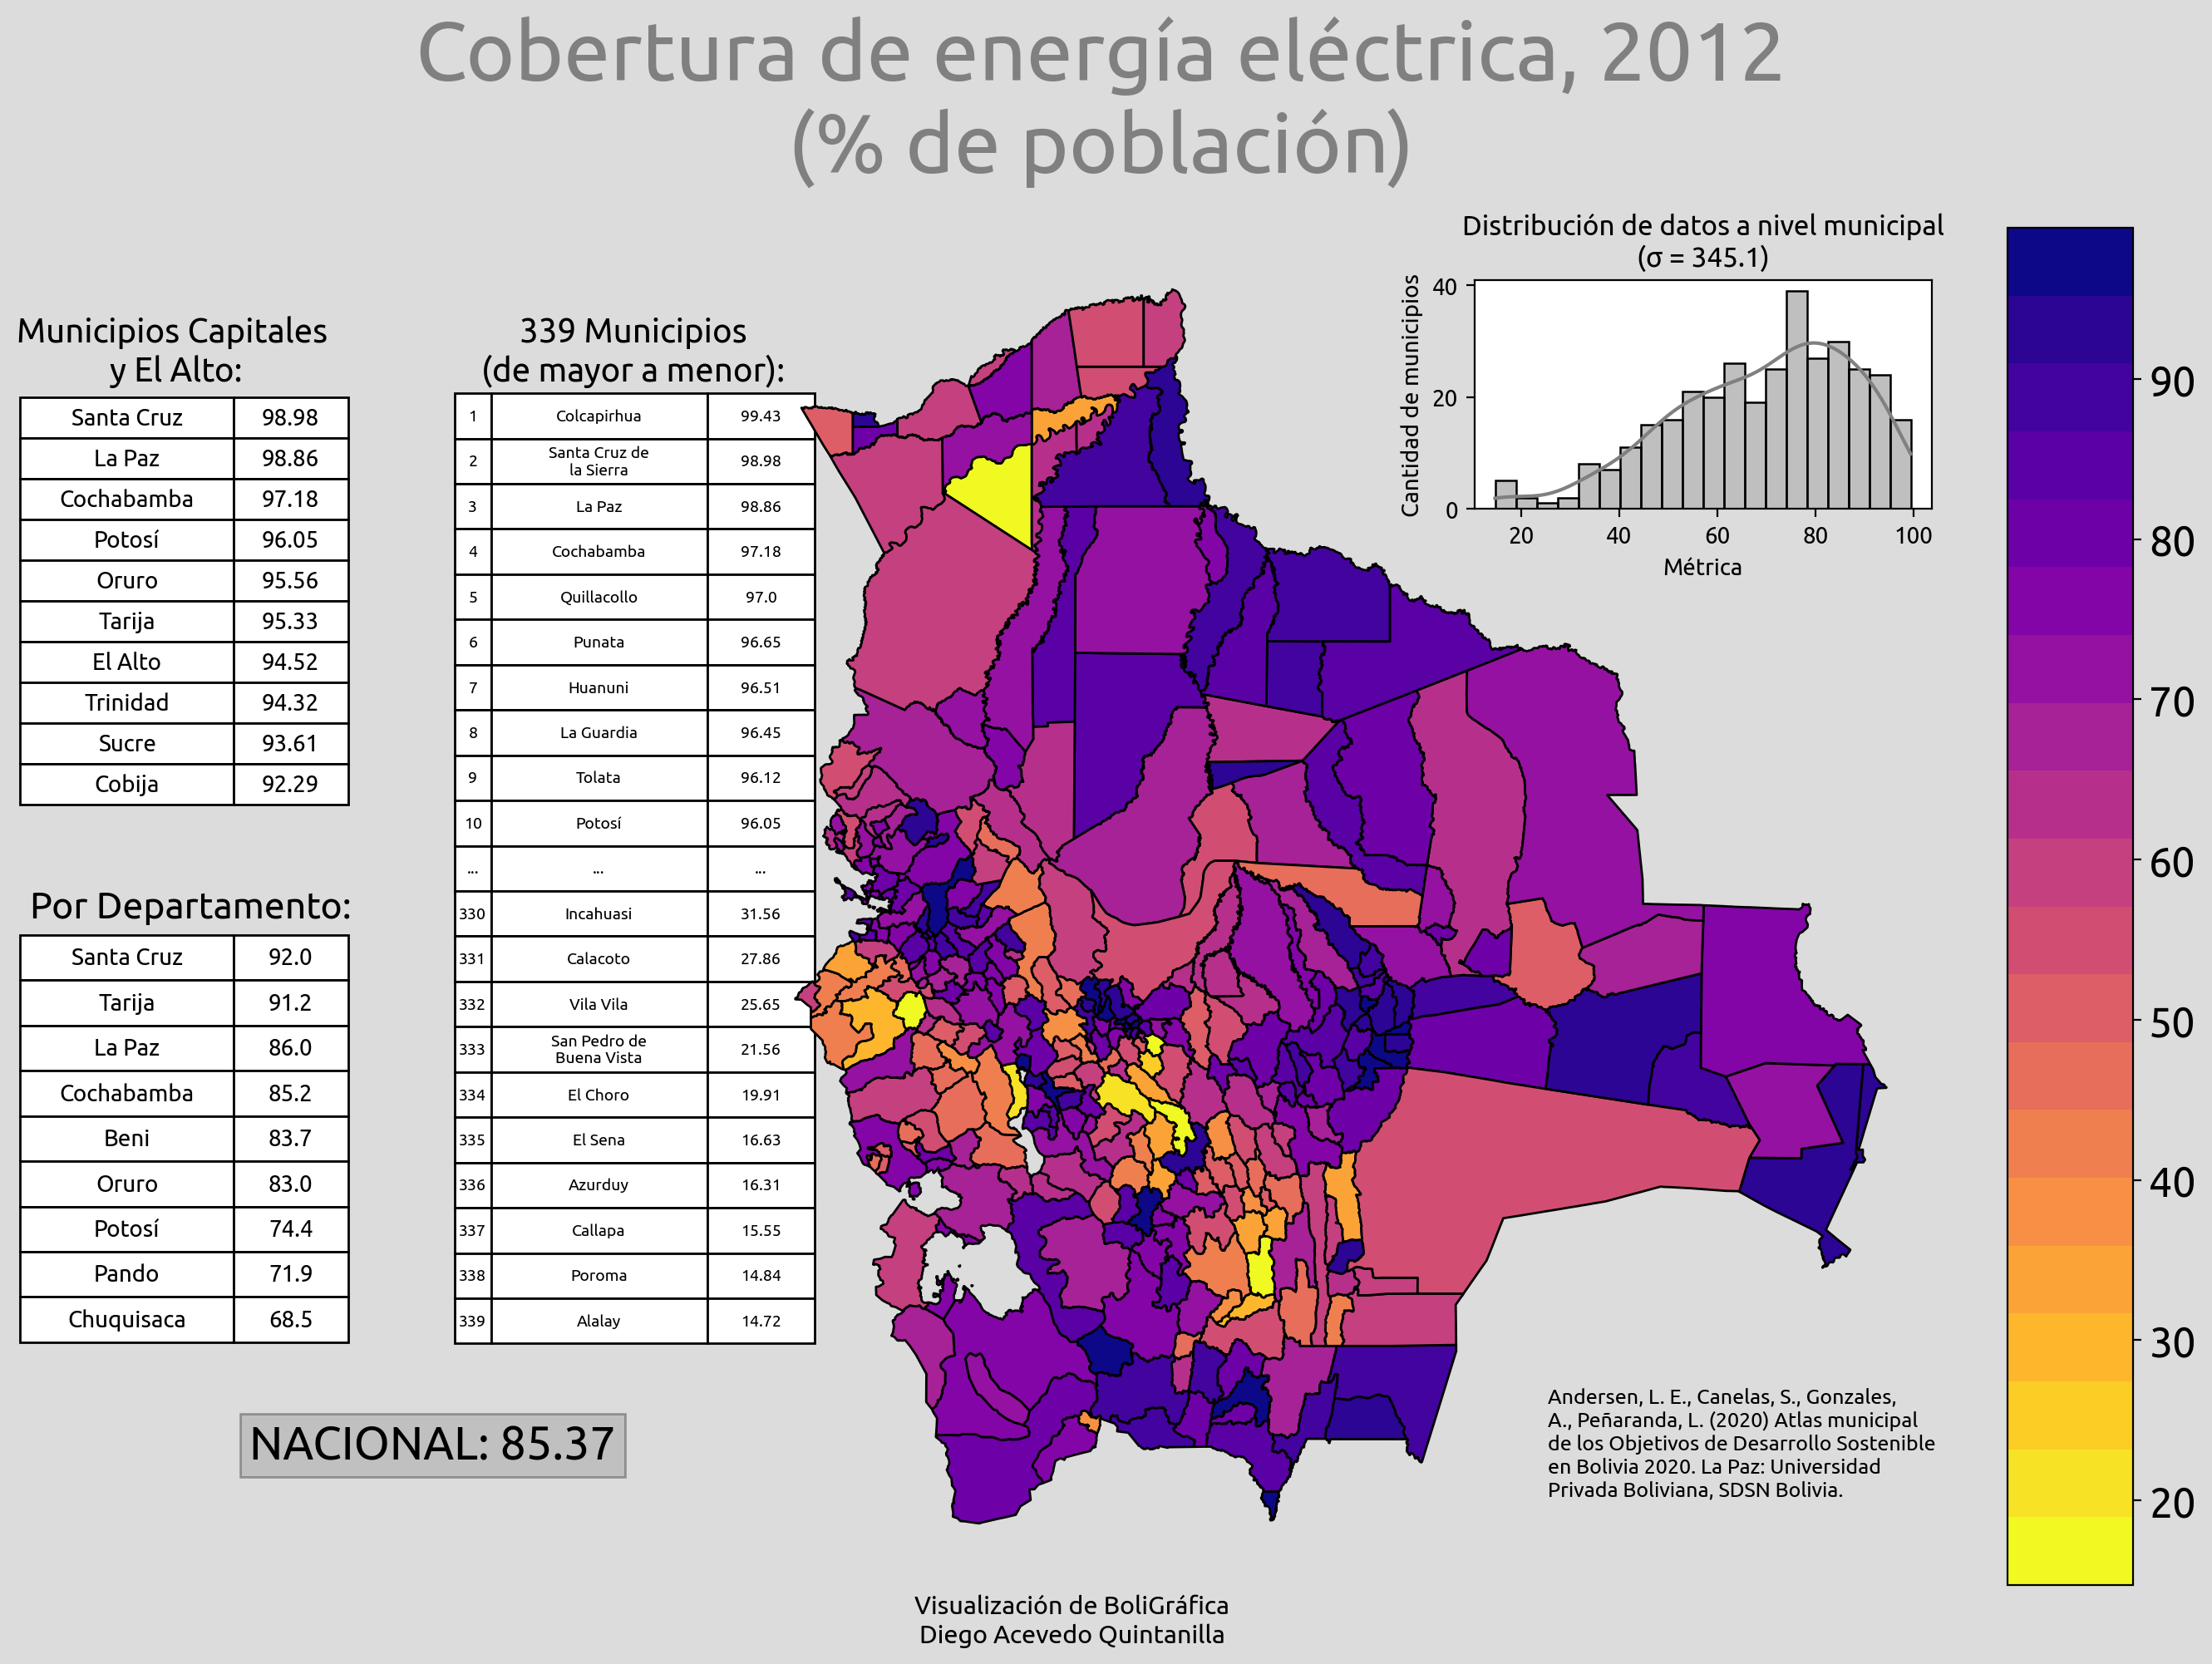 Cobertura de energía eléctrica, 2012
(% de población)
Municipios Capitales
y El Alto:
Santa Cruz 98.98
La Paz 98.86
Cochabamba 97.18
Potosí 96.05
Oruro 95.56
Tarija 95.33
El Alto 94.52
Trinidad 94.32
Sucre 93.61
Cobija 92.29
Por Departamento:
Santa Cruz 92.0
Tarija 91.2
La Paz 86.0
Cochabamba 85.2
Beni 83.7
Oruro 83.0
Potosí 74.4
Pando 71.9
Chuquisaca 68.5
NACIONAL: 85.37
339 Municipios
(de mayor a menor):
1 Colcapirhua 99.43
2 Santa Cruz de
la Sierra 98.98
3 La Paz 98.86
4 Cochabamba 97.18
5 Quillacollo 97.0
6 Punata 96.65
7 Huanuni 96.51
8 La Guardia 96.45
9 Tolata 96.12
10 Potosí 96.05
... ... ...
330 Incahuasi 31.56
331 Calacoto 27.86
332 Vila Vila 25.65
333 San Pedro de
Buena Vista 21.56
334 El Choro 19.91
335 El Sena 16.63
336 Azurduy 16.31
337 Callapa 15.55
338 Poroma 14.84
339 Alalay 14.72
Distribución de datos a nivel municipal
(σ = 345.1)
Cantidad de municipios
40
20
0
20 40 60 80 100
Métrica
90
80
70
60
50
40
30
20
Andersen, L. E., Canelas, S., Gonzales,
A., Peñaranda, L. (2020) Atlas municipal
de los Objetivos de Desarrollo Sostenible
en Bolivia 2020. La Paz: Universidad
Privada Boliviana, SDSN Bolivia.
Visualización de BoliGráfica
Diego Acevedo Quintanilla